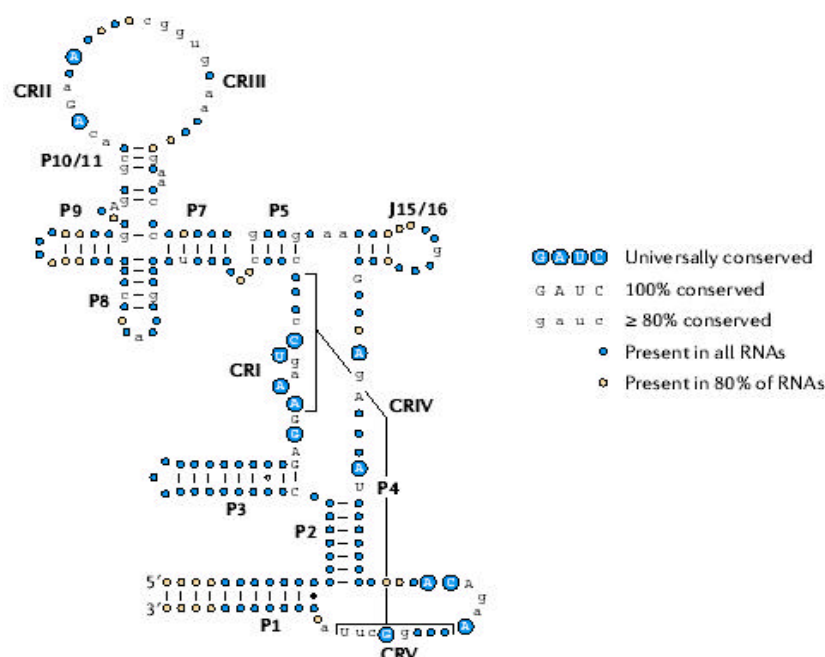 c g g u g
A
CRII
CRIII
a
G
A
c
a
a
a
P10/11
P9
P7
P5
J15/16
g
a a
g
P8
G
c
C
U
g
a
A
A
G
G
A
G
C
CRI
A
g
A
CRIV
A
U
P4
P3
P2
5′
3′
P1
A C A
g
a
A
a U u c G g
CRV
G A U C Universally conserved
G A U C 100% conserved
g a u c ≥ 80% conserved
Present in all RNAs
Present in 80% of RNAs